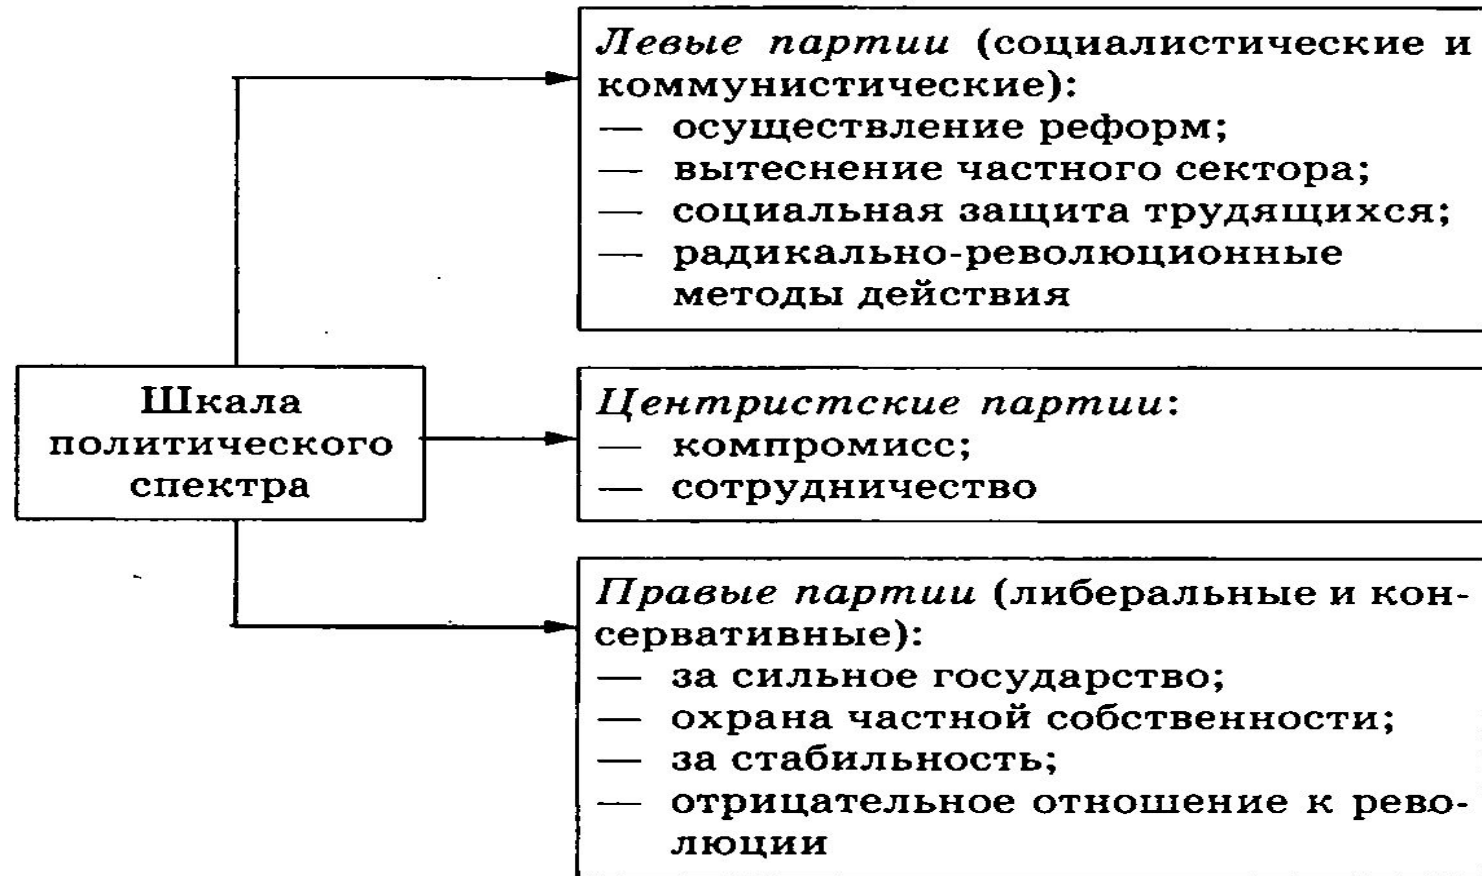 Левые партии (социалистические и
коммунистические):
— осуществление реформ;
— вытеснение частного сектора;
— социальная защита трудящихся;
— радикально-революционные
методы действия
Шкала
политического
спектра
Центристские партии:
— компромисс;
— сотрудничество
Правые партии (либеральные и кон-
сервативные):
— за сильное государство;
— охрана частной собственности;
— за стабильность;
— отрицательное отношение к рево-
люции